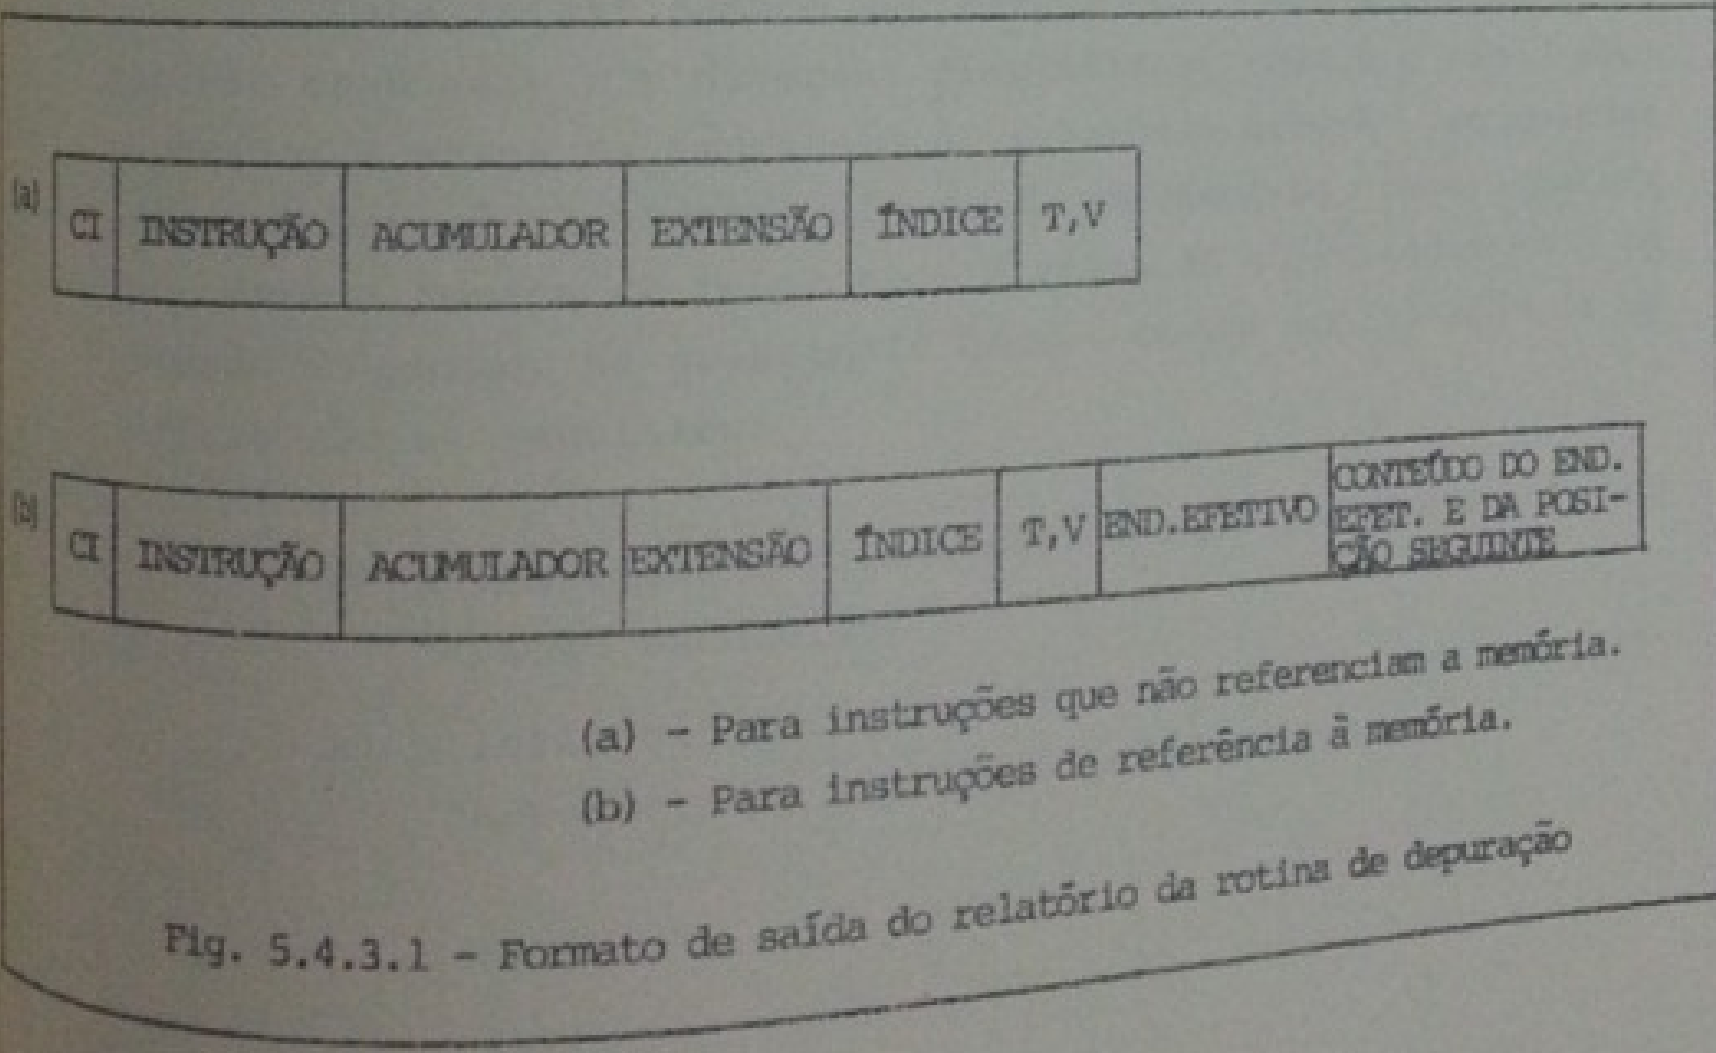 (a) CI INSTRUÇÃO ACUMULADOR EXTENSÃO ÍNDICE T,V
(b) CI INSTRUÇÃO ACUMULADOR EXTENSÃO ÍNDICE T,V END.EFETIVO CONTEÚDO DO END.
EFET. E DA POSI-
ÇÃO SEGUINTE
(a) - Para instruções que não referenciam a memória.
(b) - Para instruções de referência à memória.
Fig. 5.4.3.1 - Formato de saída do relatório da rotina de depuração